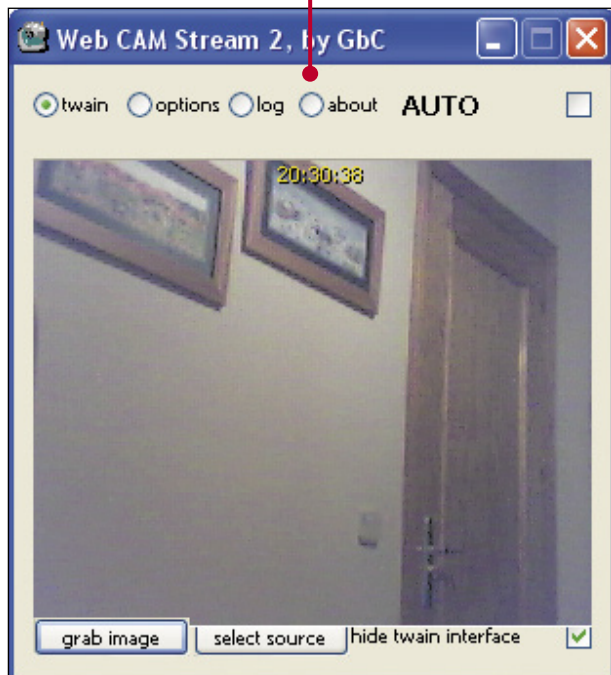 Web CAM Stream 2, by GbC
twain options log about AUTO
20:30:38
grab image select source hide twain interface